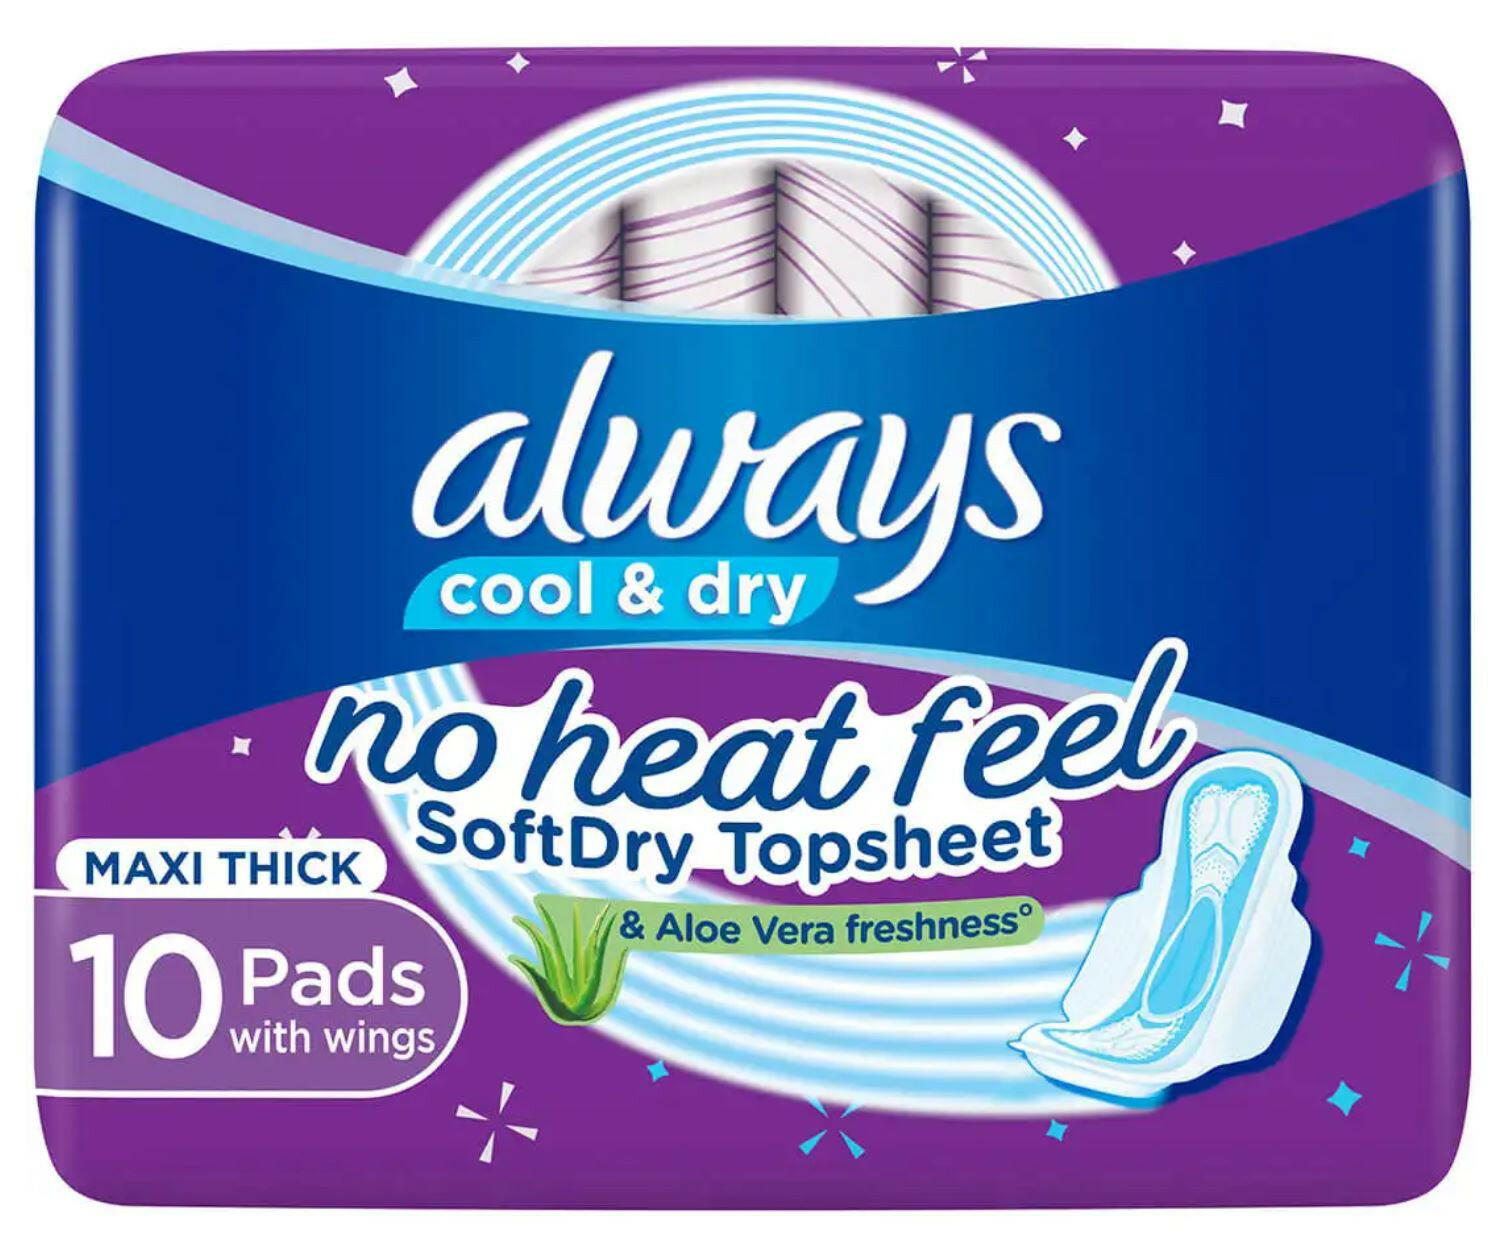 always
cool & dry
no heat feel
SoftDry Topsheet
& Aloe Vera freshness°
MAXI THICK
10 Pads
with wings